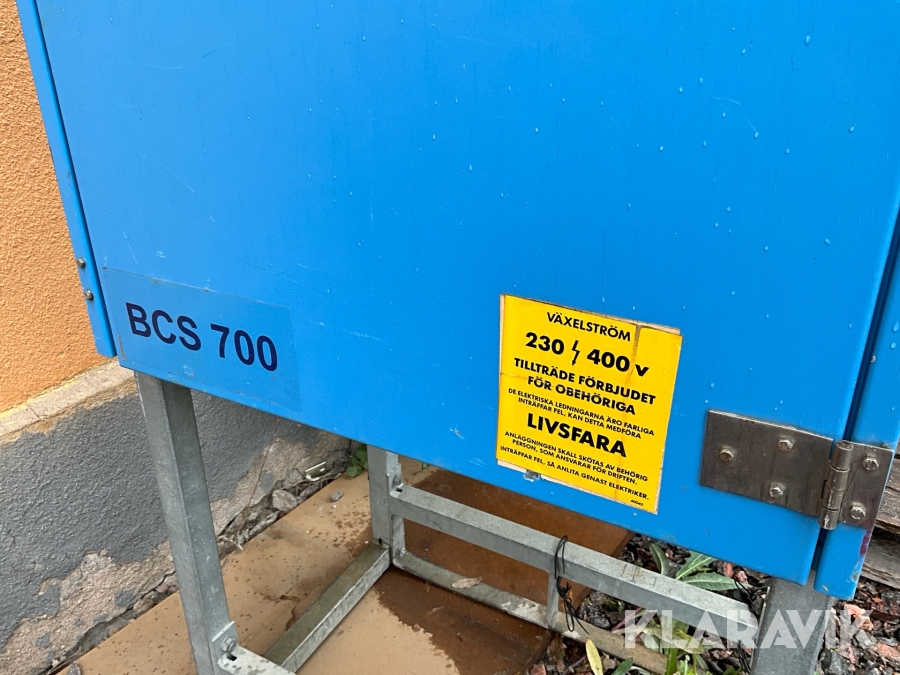 BCS 700
VÄXELSTRÖM
230 400 V
TILLTRÄDE FÖRBJUDET
FÖR OBEHÖRIGA
DE ELEKTRISKA LEDNINGARNA ÄRO FARLIGA
INTRÄFFAR FEL, KAN DETTA MEDFÖRA
LIVSFARA
ANLÄGGNINGEN SKALL SKÖTAS AV BEHÖRIG
PERSON, SOM ANSVARAR FÖR DRIFTEN.
INTRÄFFAR FEL, SÅ ANLITA GENAST ELEKTRIKER.
KLARAVIK